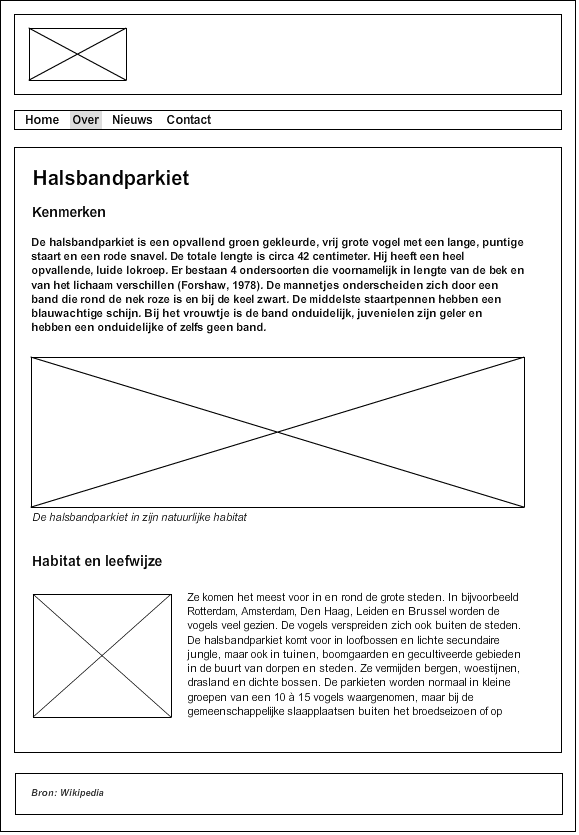 Home Over Nieuws Contact
Halsbandparkiet
Kenmerken
De halsbandparkiet is een opvallend groen gekleurde, vrij grote vogel met een lange, puntige
staart en een rode snavel. De totale lengte is circa 42 centimeter. Hij heeft een heel
opvallende, luide lokroep. Er bestaan 4 ondersoorten die voornamelijk in lengte van de bek en
van het lichaam verschillen (Forshaw, 1978). De mannetjes onderscheiden zich door een
band die rond de nek roze is en bij de keel zwart. De middelste staartpennen hebben een
blauwachtige schijn. Bij het vrouwtje is de band onduidelijk, juvenielen zijn geler en
hebben een onduidelijke of zelfs geen band.
De halsbandparkiet in zijn natuurlijke habitat
Habitat en leefwijze
Ze komen het meest voor in en rond de grote steden. In bijvoorbeeld
Rotterdam, Amsterdam, Den Haag, Leiden en Brussel worden de
vogels veel gezien. De vogels verspreiden zich ook buiten de steden.
De halsbandparkiet komt voor in loofbossen en lichte secundaire
jungle, maar ook in tuinen, boomgaarden en gecultiveerde gebieden
in de buurt van dorpen en steden. Ze vermijden bergen, woestijnen,
drasland en dichte bossen. De parkieten worden normaal in kleine
groepen van een 10 à 15 vogels waargenomen, maar bij de
gemeenschappelijke slaapplaatsen buiten het broedseizoen of op
Bron: Wikipedia